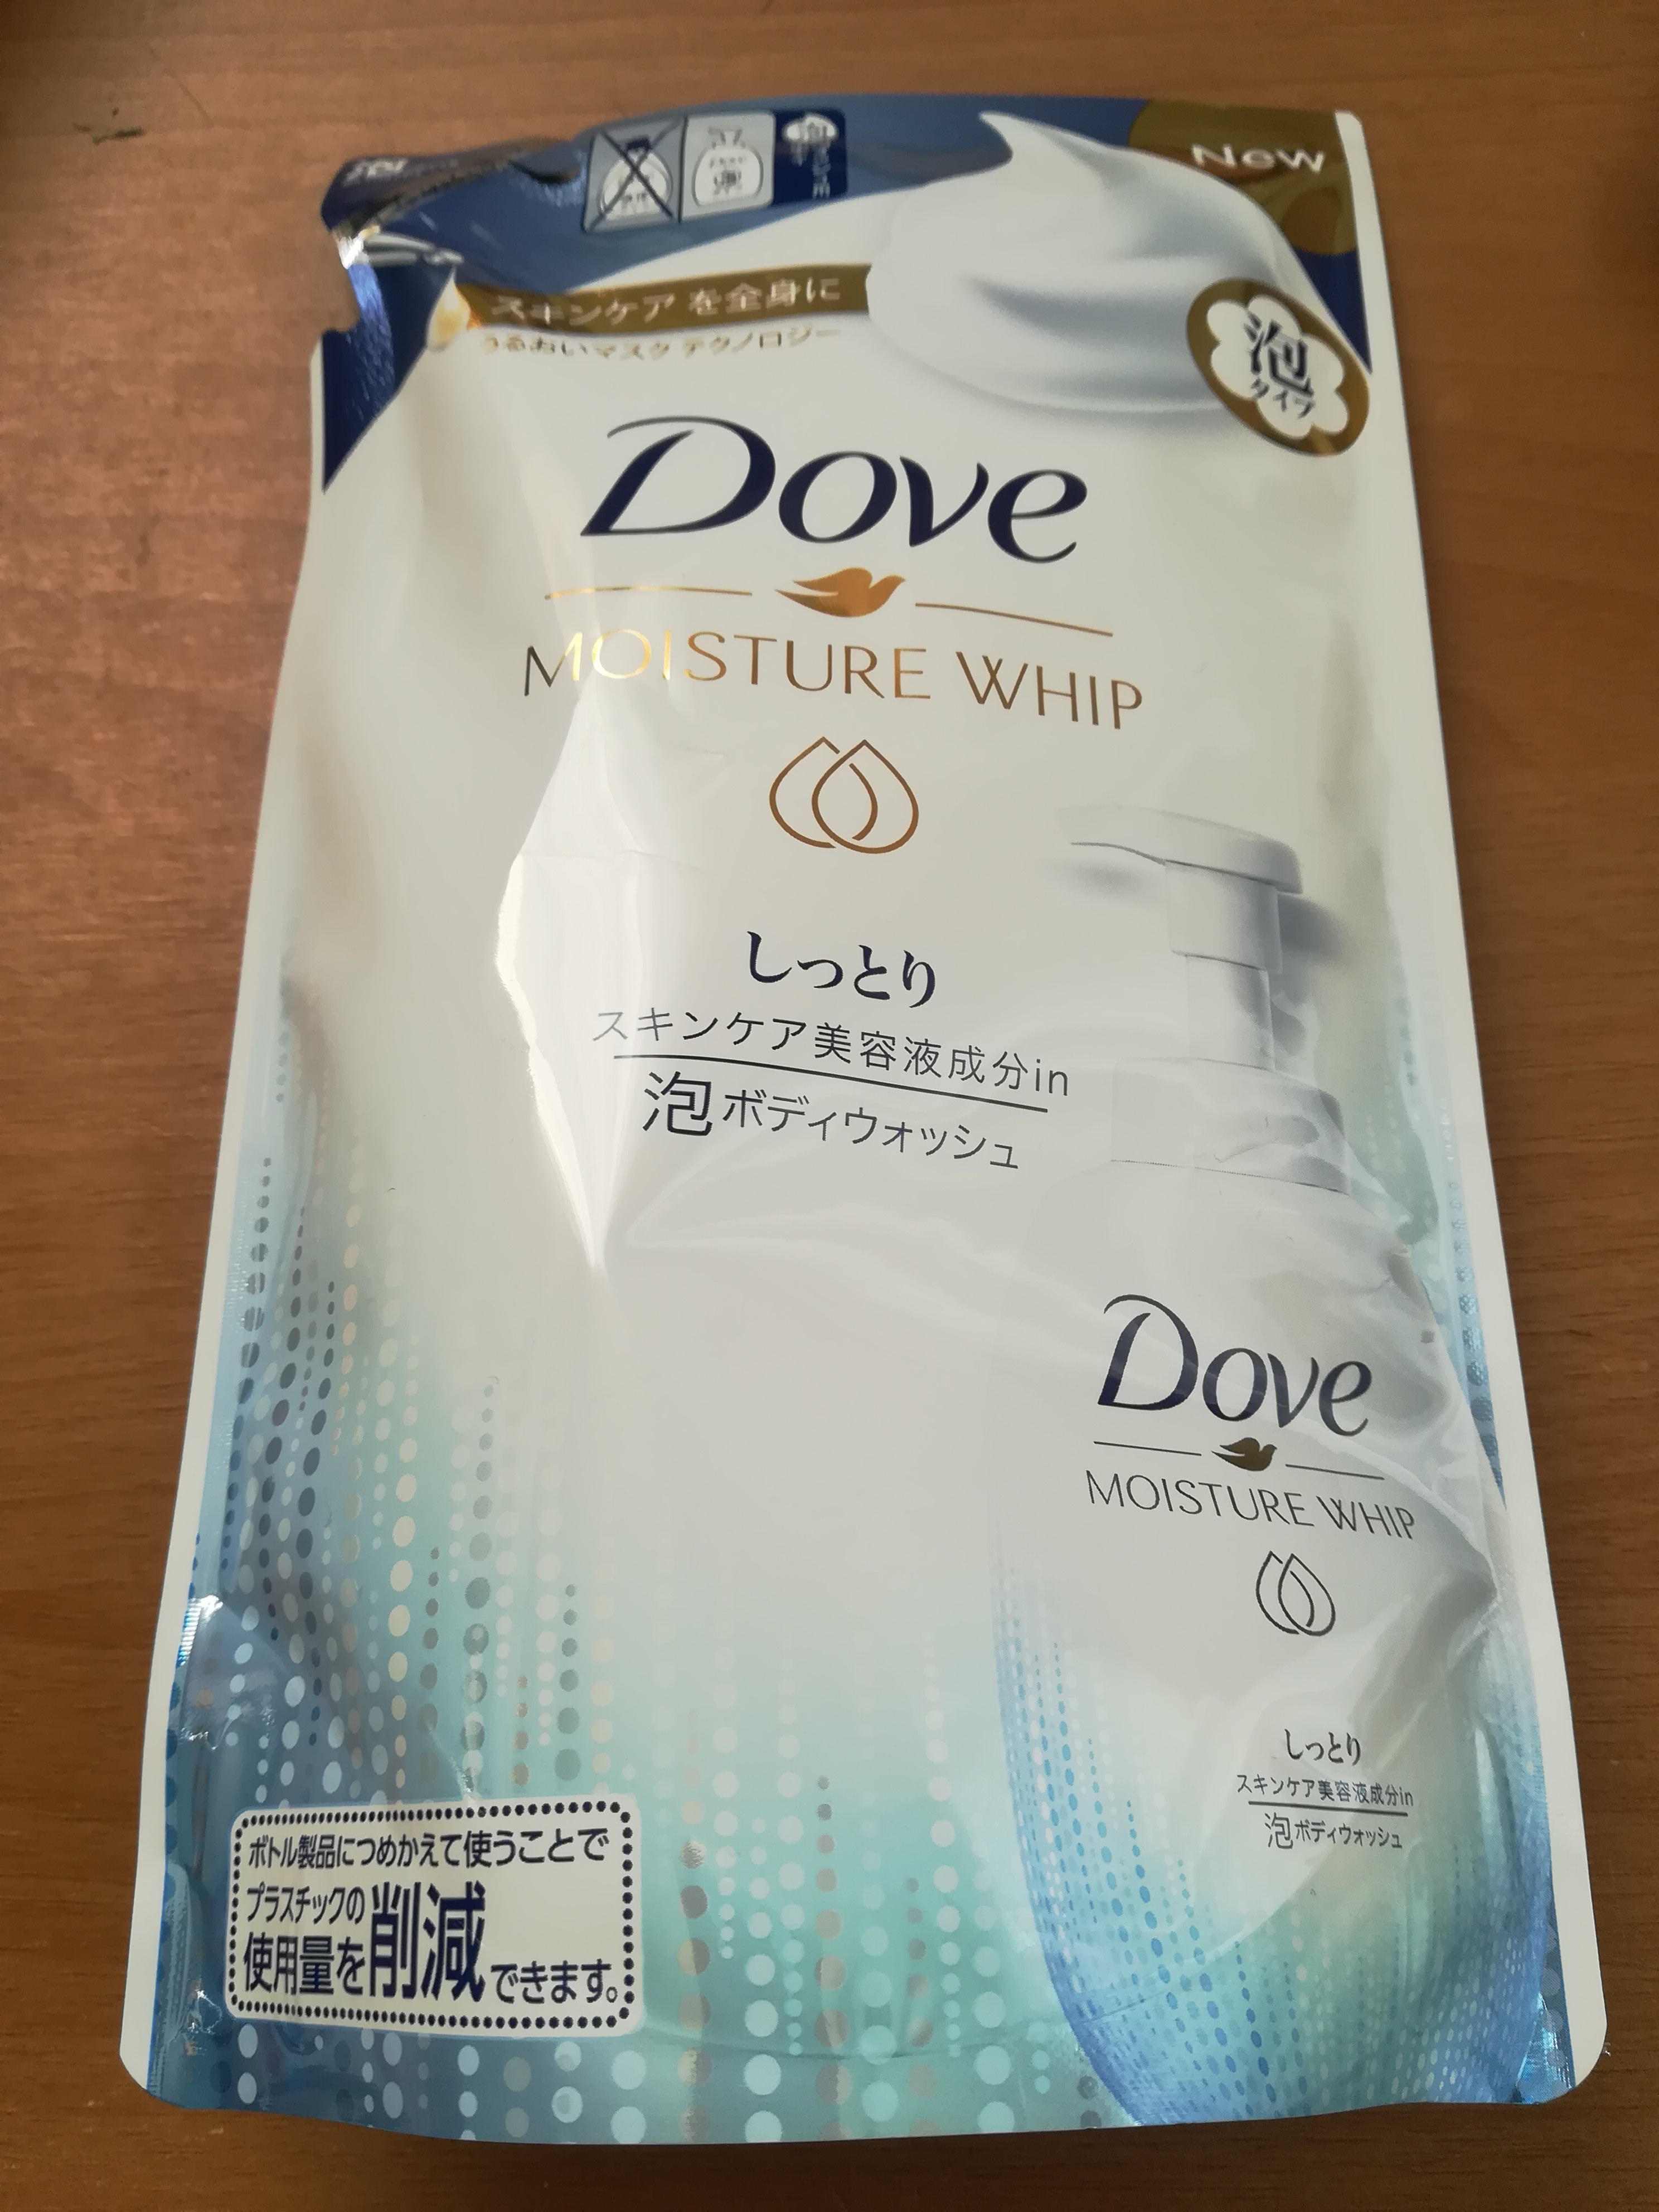 New
スキンケア を全身に
うるおいマスク テクノロジー
泡
タイプ
Dove
MOISTURE WHIP
しっとり
スキンケア美容液成分in
泡ボディウォッシュ
Dove
MOISTURE WHIP
しっとり
スキンケア美容液成分in
泡ボディウォッシュ
ボトル製品につめかえて使うことで
プラスチックの
使用量を削減できます。